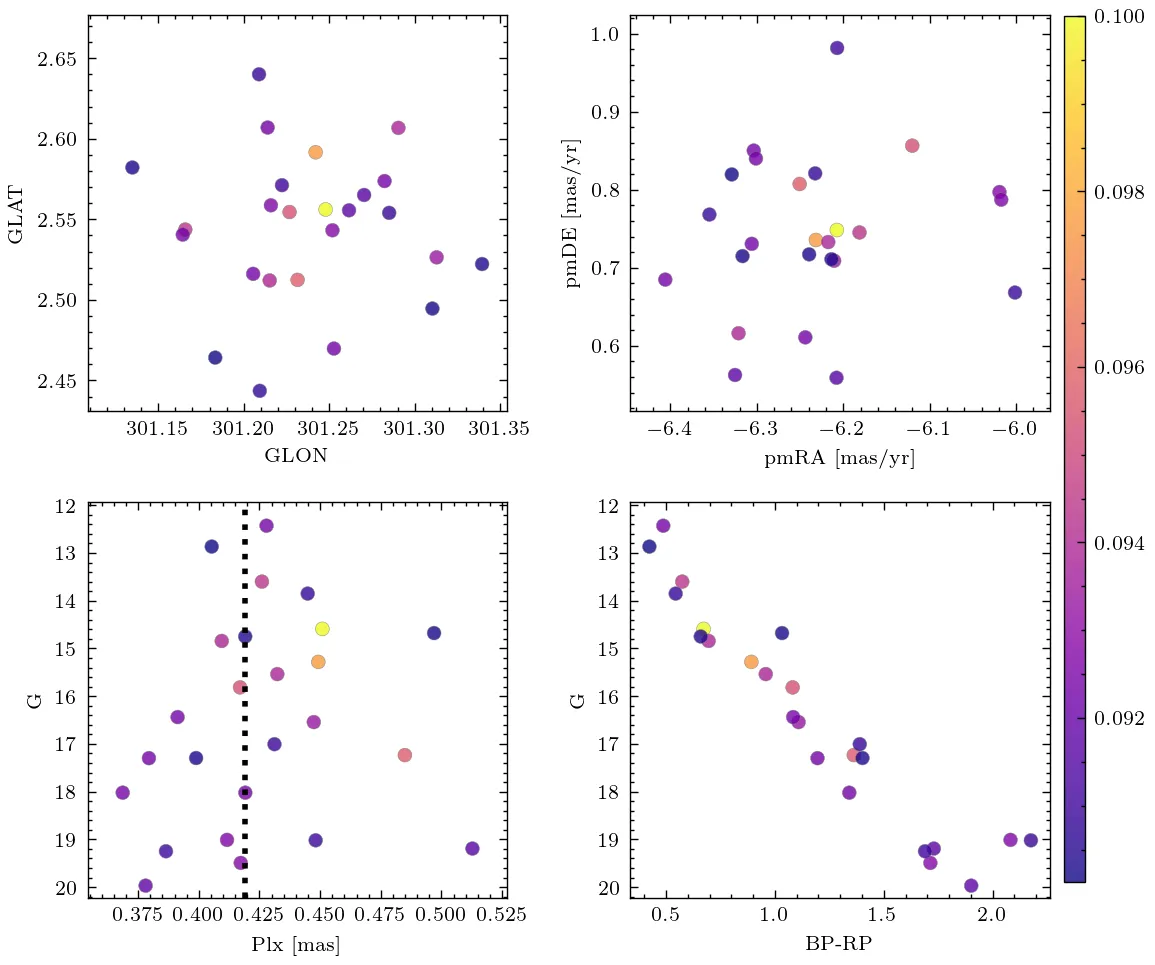 2.65
2.60
2.55
2.50
2.45
GLAT
301.15 301.20 301.25 301.30 301.35
GLON
1.0
0.9
0.8
0.7
0.6
pmDE [mas/yr]
−6.4 −6.3 −6.2 −6.1 −6.0
pmRA [mas/yr]
0.100
0.098
0.096
0.094
0.092
12
13
14
15
16
17
18
19
20
G
0.375 0.400 0.425 0.450 0.475 0.500 0.525
Plx [mas]
12
13
14
15
16
17
18
19
20
G
0.5 1.0 1.5 2.0
BP-RP